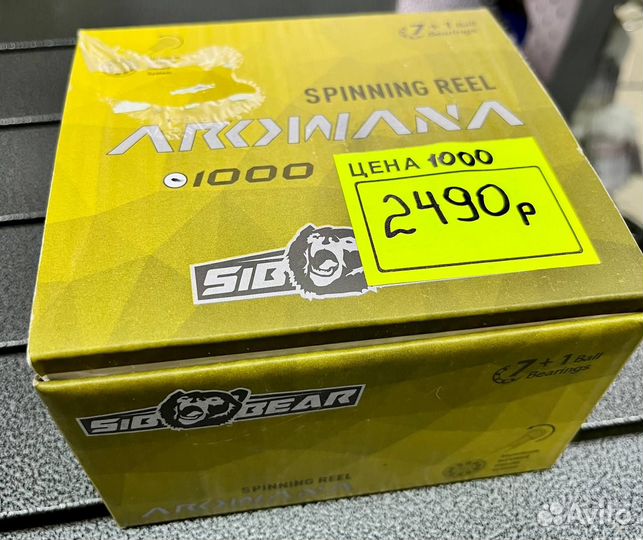 7 + 1 Ball
Bearings
SPINNING REEL
AROWANA
1000
ЦЕНА 1000
2490р
SIB
7 + 1 Ball
Bearings
SIB BEAR
SPINNING REEL
AROWANA
Avito